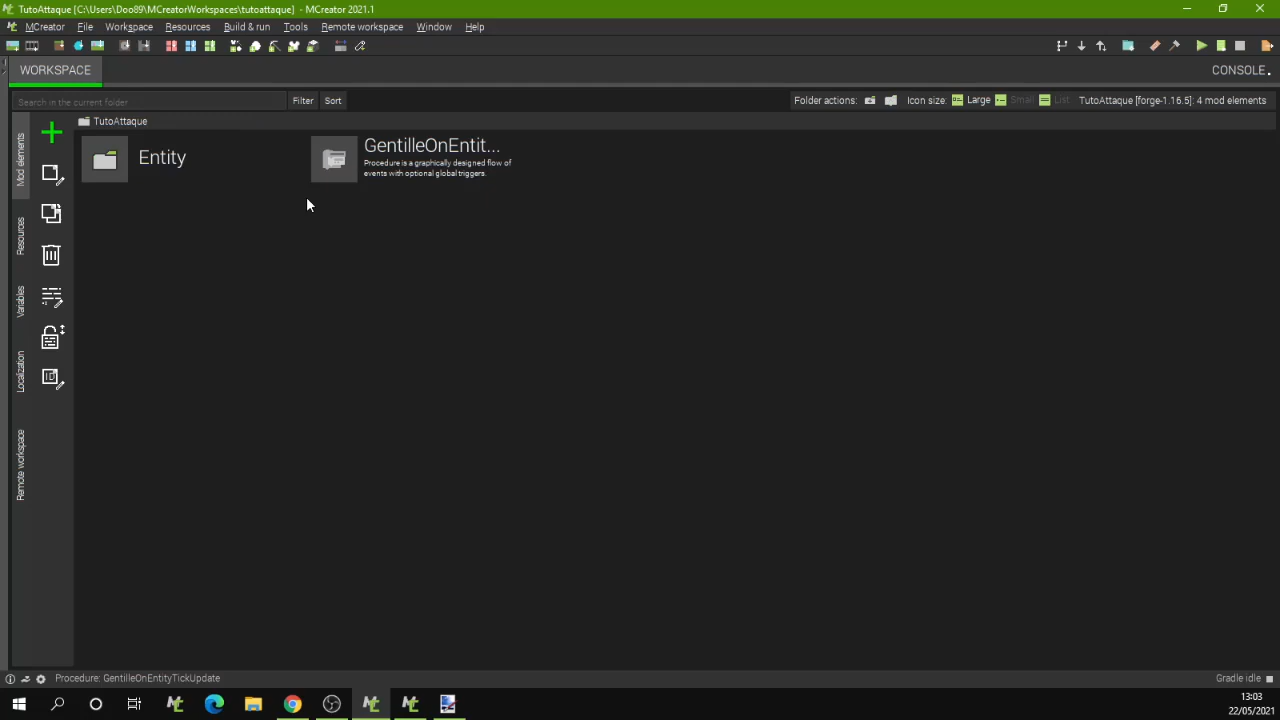 TutoAttaque [C:\Users\Doo89\MCreatorWorkspaces\tutoattaque] - MCreator 2021.1
MCreator File Workspace Resources Build & run Tools Remote workspace Window Help
WORKSPACE
CONSOLE
Search in the current folder
Filter
Sort
Folder actions:
Icon size: Large Small List
TutoAttaque [forge-1.16.5]: 4 mod elements
TutoAttaque
Mod elements
Resources
Variables
Localization
Remote workspace
Entity
GentilleOnEntit...
Procedure is a graphically designed flow of
events with optional global triggers.
ID
Procedure: GentilleOnEntityTickUpdate
Gradle idle
13:03
22/05/2021